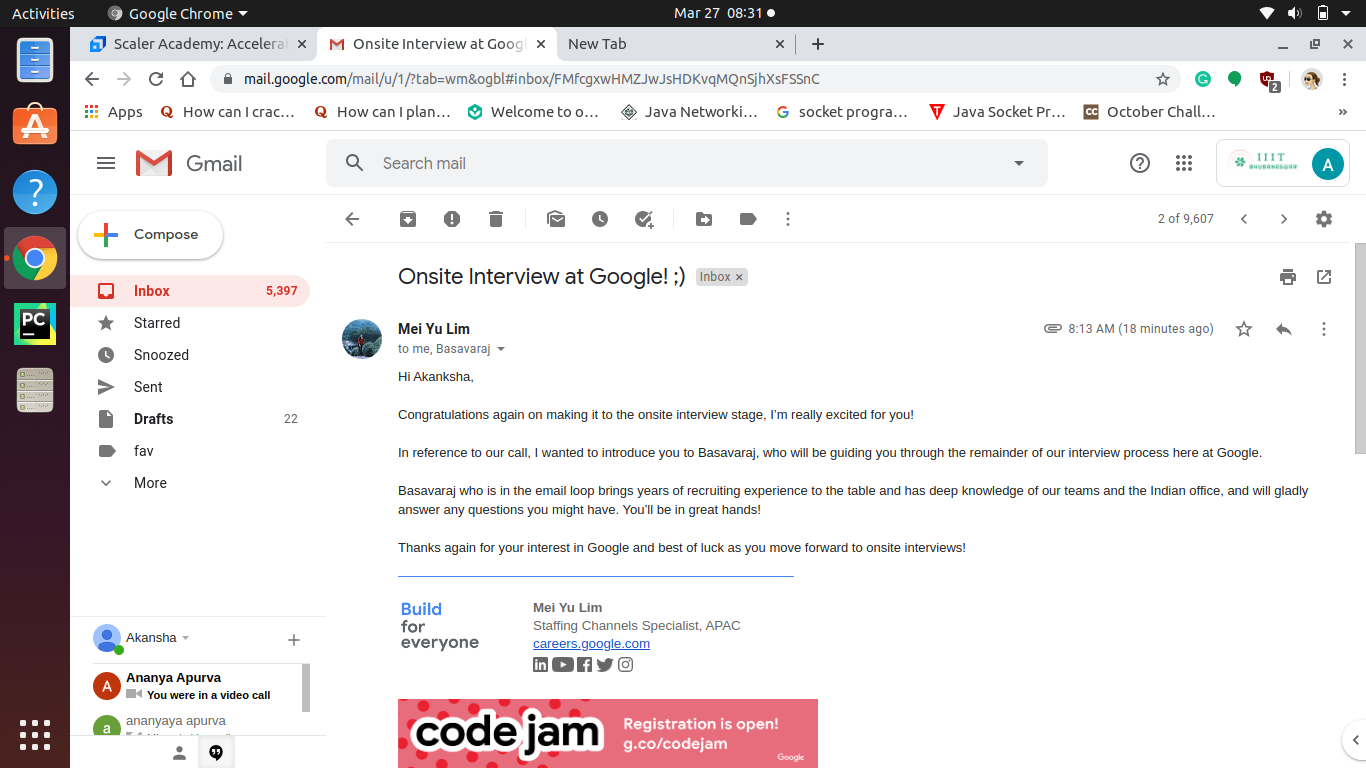 Activities
Google Chrome
Mar 27 08:31
Scaler Academy: Accelerat
Onsite Interview at Goog
New Tab
mail.google.com/mail/u/1/?tab=wm&ogbl#inbox/FMfcgxwHMZJwJsHDKvqMQnSjhXsFSSnC
2
Apps
How can I crac...
How can I plan...
Welcome to o...
Java Networki...
socket progra...
Java Socket Pr...
CC
October Chall...
»
Gmail
Search mail
IIIT
BHUBANESWAR
A
Compose
2 of 9,607
Inbox 5,397
Starred
Snoozed
Sent
Drafts 22
fav
More
Onsite Interview at Google! ;)
Inbox ×
Mei Yu Lim
8:13 AM (18 minutes ago)
to me, Basavaraj
Hi Akanksha,
Congratulations again on making it to the onsite interview stage, I'm really excited for you!
In reference to our call, I wanted to introduce you to Basavaraj, who will be guiding you through the remainder of our interview process here at Google.
Basavaraj who is in the email loop brings years of recruiting experience to the table and has deep knowledge of our teams and the Indian office, and will gladly
answer any questions you might have. You'll be in great hands!
Thanks again for your interest in Google and best of luck as you move forward to onsite interviews!
Build
for
everyone
Mei Yu Lim
Staffing Channels Specialist, APAC
careers.google.com
code jam
Registration is open!
g.co/codejam
Google
PC
Akansha
A
Ananya Apurva
You were in a video call
a
ananyaya apurva